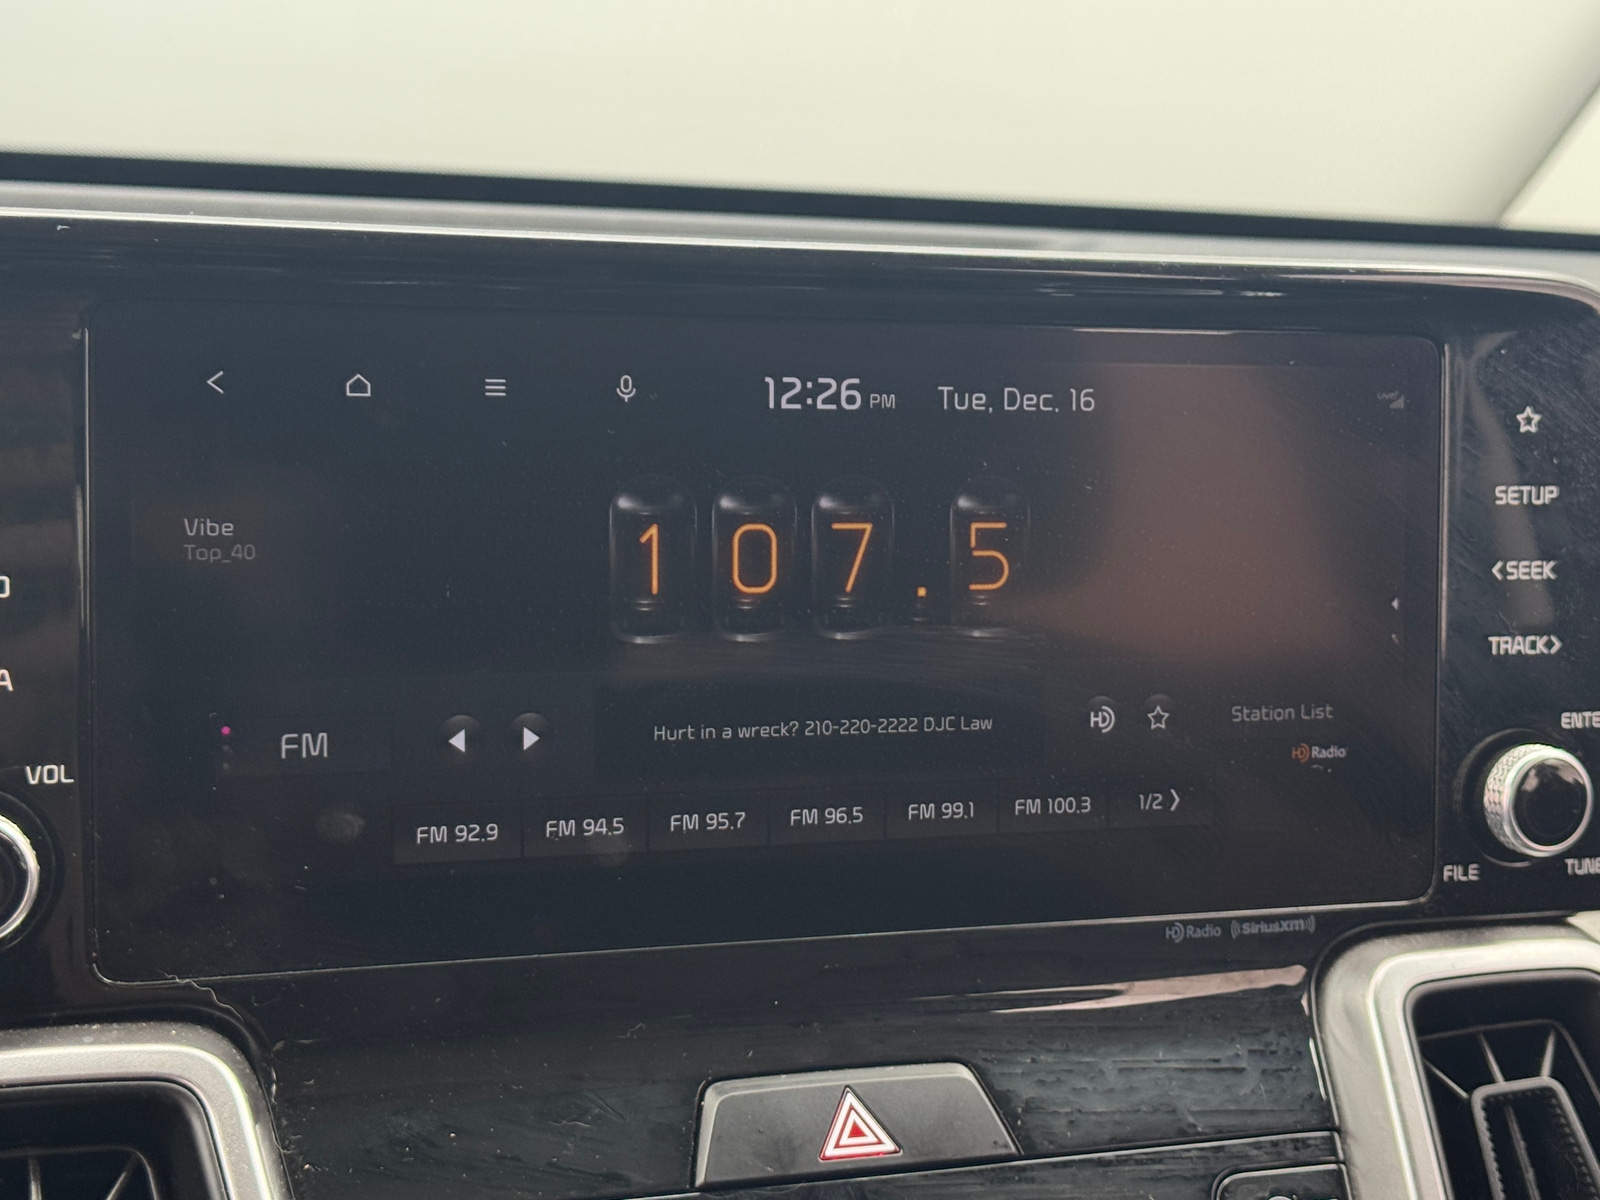 12:26 PM Tue, Dec. 16
SETUP
Vibe
Top_40
107.5
<SEEK
TRACK>
FM
Hurt in a wreck? 210-220-2222 DJC Law
HD
Station List
HD Radio
VOL
ENTE
FM 92.9 FM 94.5 FM 95.7 FM 96.5 FM 99.1 FM 100.3 1/2 >
FILE
TUNE
HD Radio ((SiriusXM))